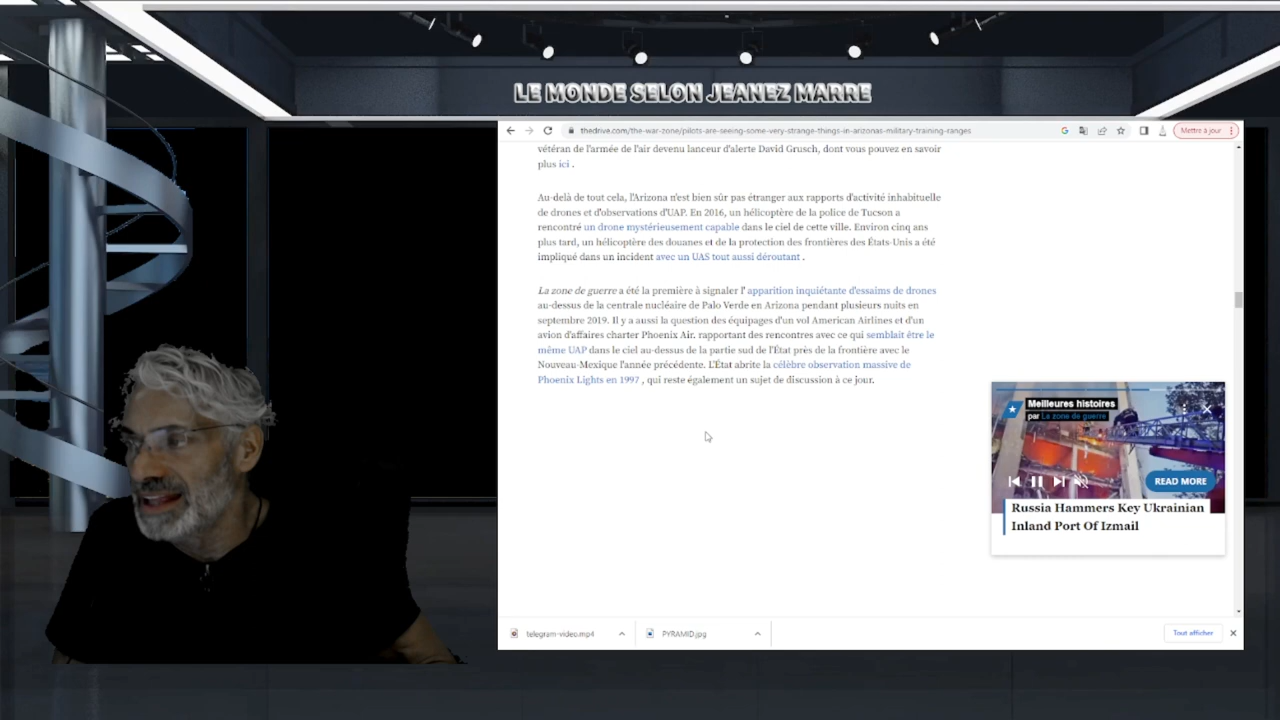 LE MONDE SELON JEANEZ MARRE
thedrive.com/the-war-zone/pilots-are-seeing-some-very-strange-things-in-arizonas-military-training-ranges
Mettre à jour
vétéran de l'armée de l'air devenu lanceur d'alerte David Grusch, dont vous pouvez en savoir
plus ici .
Au-delà de tout cela, l'Arizona n'est bien sûr pas étranger aux rapports d'activité inhabituelle
de drones et d'observations d'UAP. En 2016, un hélicoptère de la police de Tucson a
rencontré un drone mystérieusement capable dans le ciel de cette ville. Environ cinq ans
plus tard, un hélicoptère des douanes et de la protection des frontières des États-Unis a été
impliqué dans un incident avec un UAS tout aussi déroutant .
La zone de guerre a été la première à signaler l' apparition inquiétante d'essaims de drones
au-dessus de la centrale nucléaire de Palo Verde en Arizona pendant plusieurs nuits en
septembre 2019. Il y a aussi la question des équipages d'un vol American Airlines et d'un
avion d'affaires charter Phoenix Air. rapportant des rencontres avec ce qui semblait être le
même UAP dans le ciel au-dessus de la partie sud de l'État près de la frontière avec le
Nouveau-Mexique l'année précédente. L'État abrite la célèbre observation massive de
Phoenix Lights en 1997 , qui reste également un sujet de discussion à ce jour.
Meilleures histoires
par La zone de guerre
READ MORE
Russia Hammers Key Ukrainian
Inland Port Of Izmail
telegram-video.mp4
PYRAMID.jpg
Tout afficher